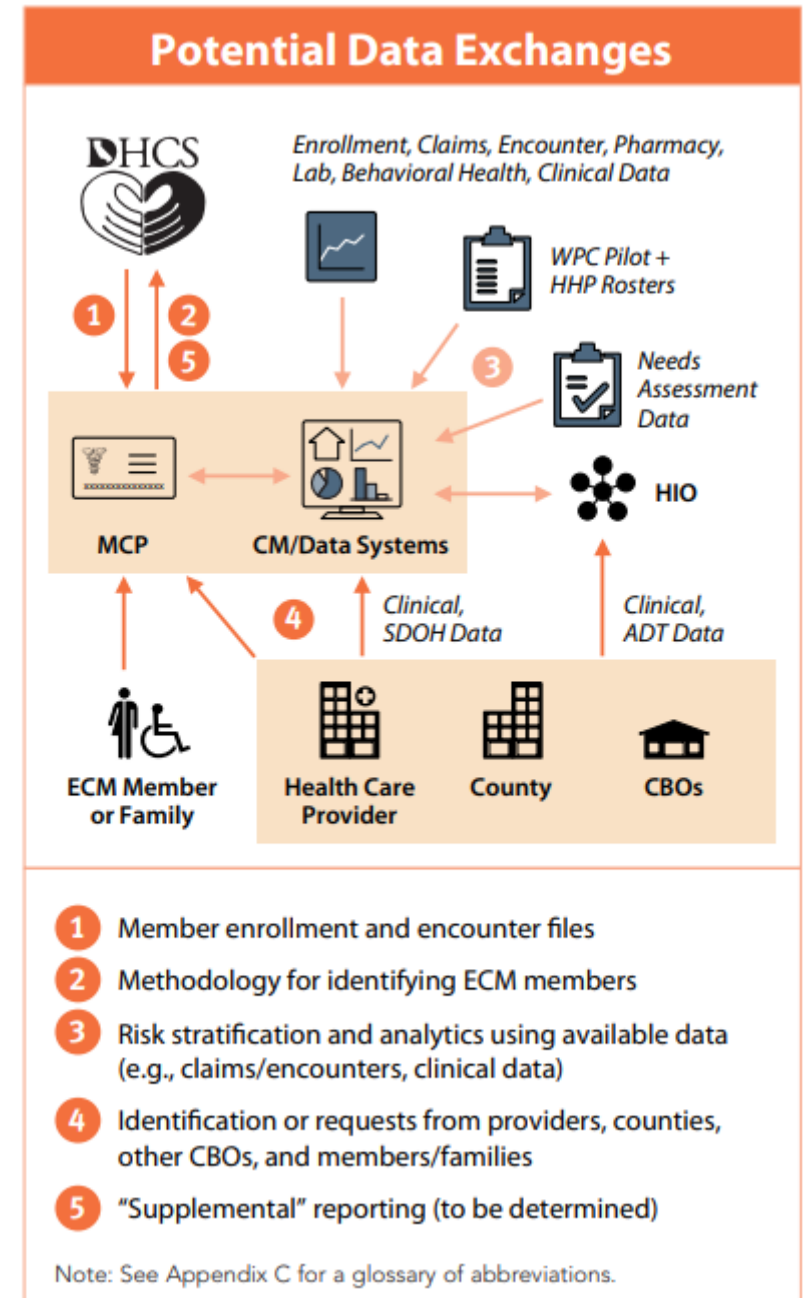 Potential Data Exchanges
DHCS
Enrollment, Claims, Encounter, Pharmacy,
Lab, Behavioral Health, Clinical Data
WPC Pilot +
HHP Rosters
1
2
5
3
Needs
Assessment
Data
MCP
CM/Data Systems
HIO
4
Clinical,
SDOH Data
Clinical,
ADT Data
ECM Member
or Family
Health Care
Provider
County
CBOs
1 Member enrollment and encounter files
2 Methodology for identifying ECM members
3 Risk stratification and analytics using available data
(e.g., claims/encounters, clinical data)
4 Identification or requests from providers, counties,
other CBOs, and members/families
5 “Supplemental” reporting (to be determined)
Note: See Appendix C for a glossary of abbreviations.